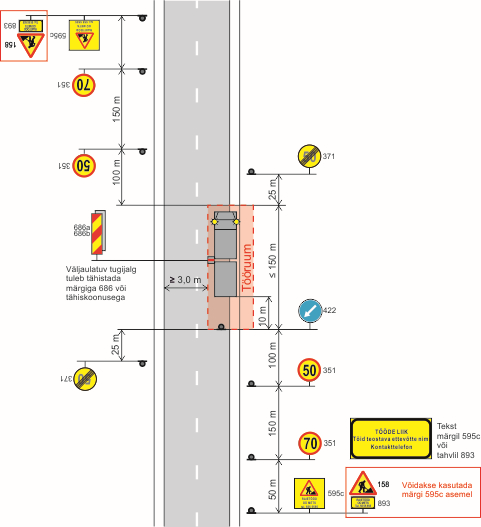 893
158
595c
70
351
150 m
50
351
100 m
371
25 m
686a
686b
Väljaulatuv tugijalg
tuleb tähistada
märgiga 686 või
tähiskoonusega
≥ 3,0 m
Tööruum
≤ 150 m
10 m
422
25 m
371
100 m
50
351
150 m
70
351
50 m
595c
TÖÖDE LIIK
Töid teostava ettevõtte nimi
Kontakttelefon
Tekst
märgil 595c
või
tahvlil 893
158
893
Võidakse kasutada
märgi 595c asemel